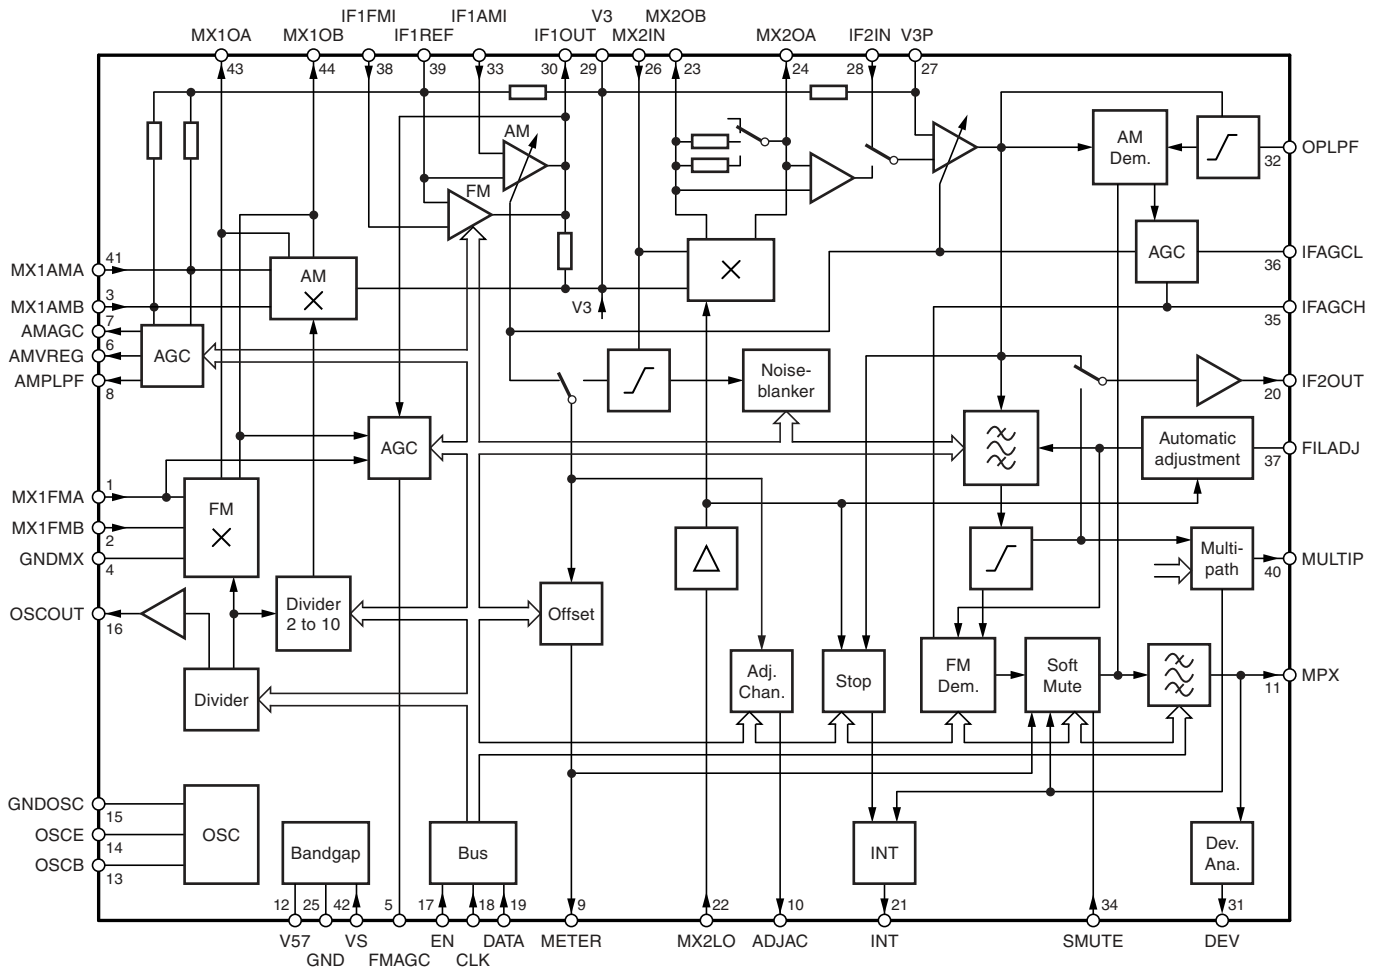 IF1FMI IF1AMI V3 MX2OB
MX1OA MX1OB IF1REF IF1OUT MX2IN MX2OA IF2IN V3P
43 44 38 39 33 30 29 26 23 24 28 27
AM
AM
Dem.
OPLPF
32
FM
AGC
IFAGCL
36
41
MX1AMA
AM
3
MX1AMB
V3
IFAGCH
35
7
AMAGC
6
AMVREG
AGC
AMPLPF
8
Noise-
blanker
IF2OUT
20
AGC
Automatic
adjustment
FILADJ
37
1
MX1FMA
FM
MX1FMB
2
GNDMX
4
Multi-
path
MULTIP
40
OSCOUT
16
Divider
2 to 10
Offset
Divider
Adj.
Chan.
Stop
FM
Dem.
Soft
Mute
MPX
11
GNDOSC
15
OSCE
14
OSCB
13
OSC
Bandgap
Bus
INT
Dev.
Ana.
12 25 42 5 17 18 19 9 22 10 21 34 31
V57 VS EN DATA METER MX2LO ADJAC INT SMUTE DEV
GND FMAGC CLK